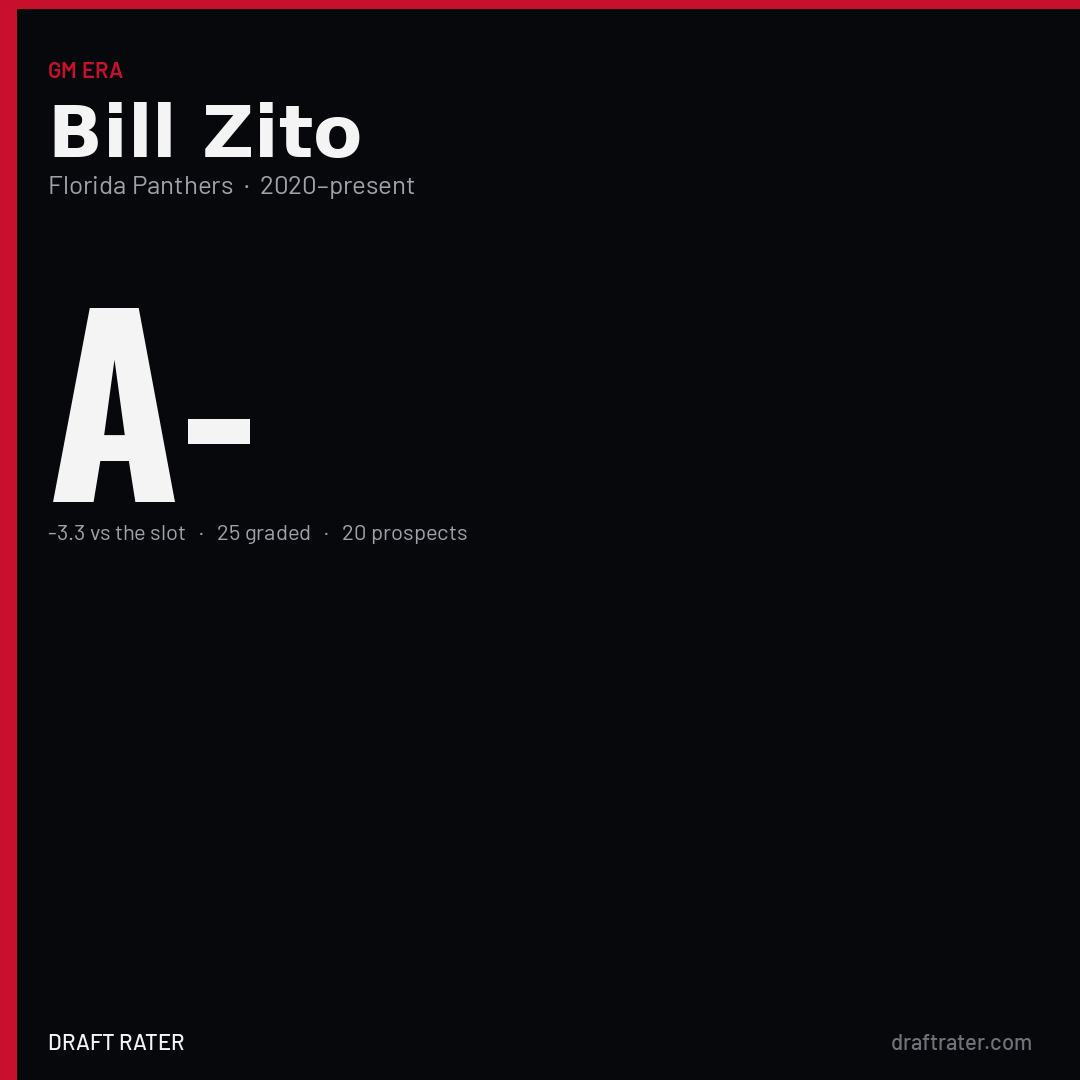 GM ERA
Bill Zito
Florida Panthers · 2020–present
A-
-3.3 vs the slot · 25 graded · 20 prospects
DRAFT RATER
draftrater.com